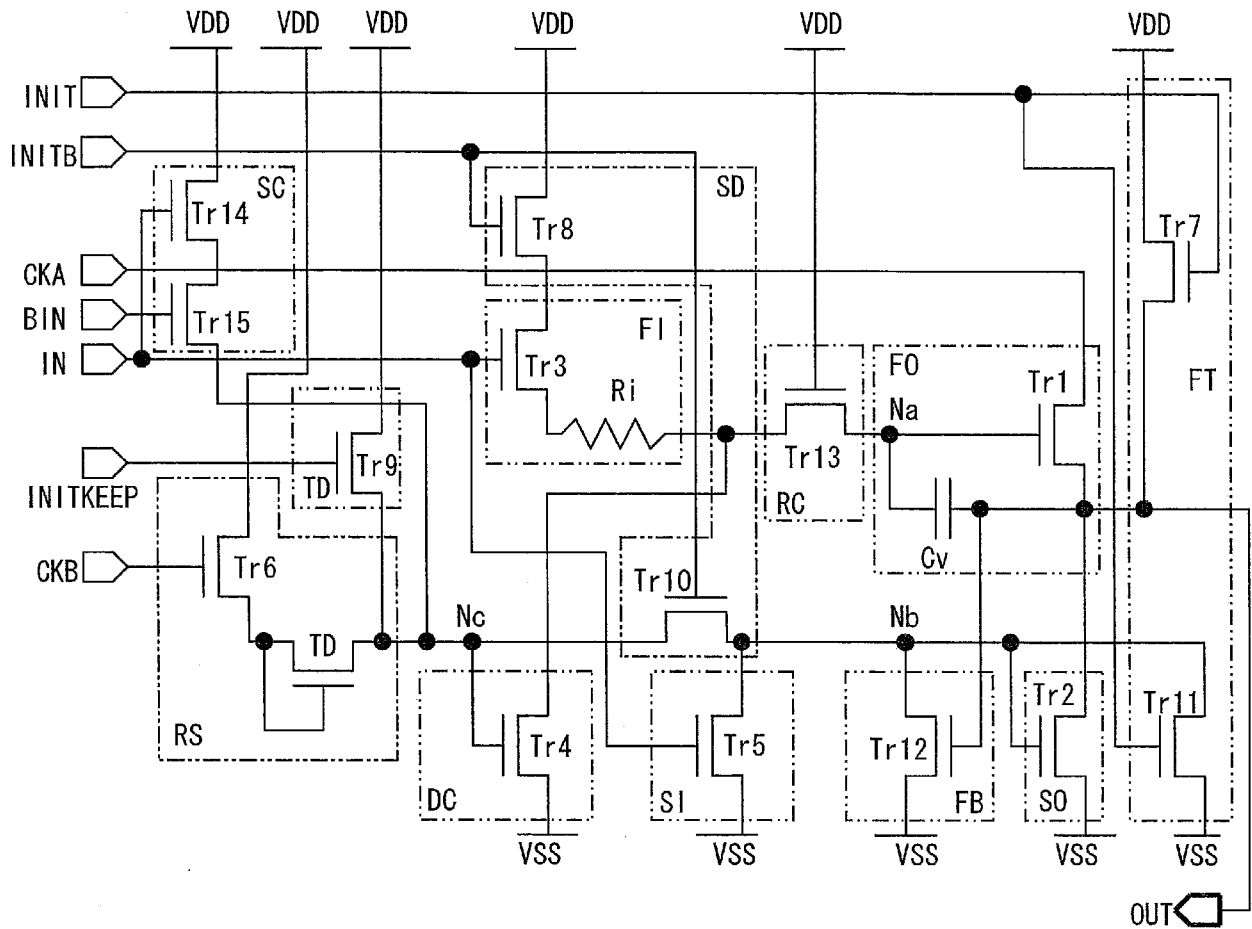 VDD VDD VDD VDD VDD VDD
INIT
INITB
SC SD
Tr14 Tr8 Tr7
CKA
BIN
Tr15 FI
IN Tr3 FO Tr1 FT
Ri Na
Tr9 Tr13
INITKEEP TD RC
Cv
CKB Tr6 Tr10
TD Nc Nb
Tr2 Tr11
RS Tr4 Tr5 Tr12
DC SI FB SO
VSS VSS VSS VSS VSS
OUT